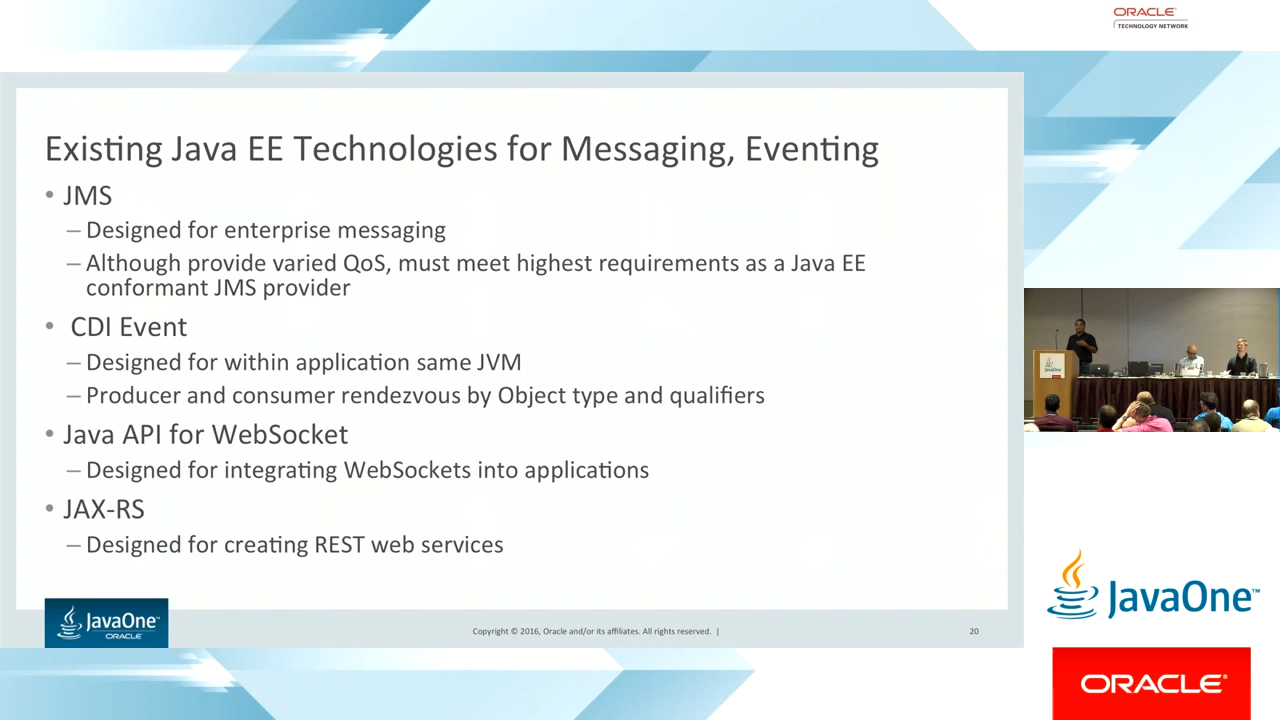 ORACLE
TECHNOLOGY NETWORK
Existing Java EE Technologies for Messaging, Eventing
• JMS
– Designed for enterprise messaging
– Although provide varied QoS, must meet highest requirements as a Java EE
conformant JMS provider
• CDI Event
– Designed for within application same JVM
– Producer and consumer rendezvous by Object type and qualifiers
• Java API for WebSocket
– Designed for integrating WebSockets into applications
• JAX-RS
– Designed for creating REST web services
JavaOne™
ORACLE
Copyright © 2016, Oracle and/or its affiliates. All rights reserved. |
20
JavaOne™
ORACLE®